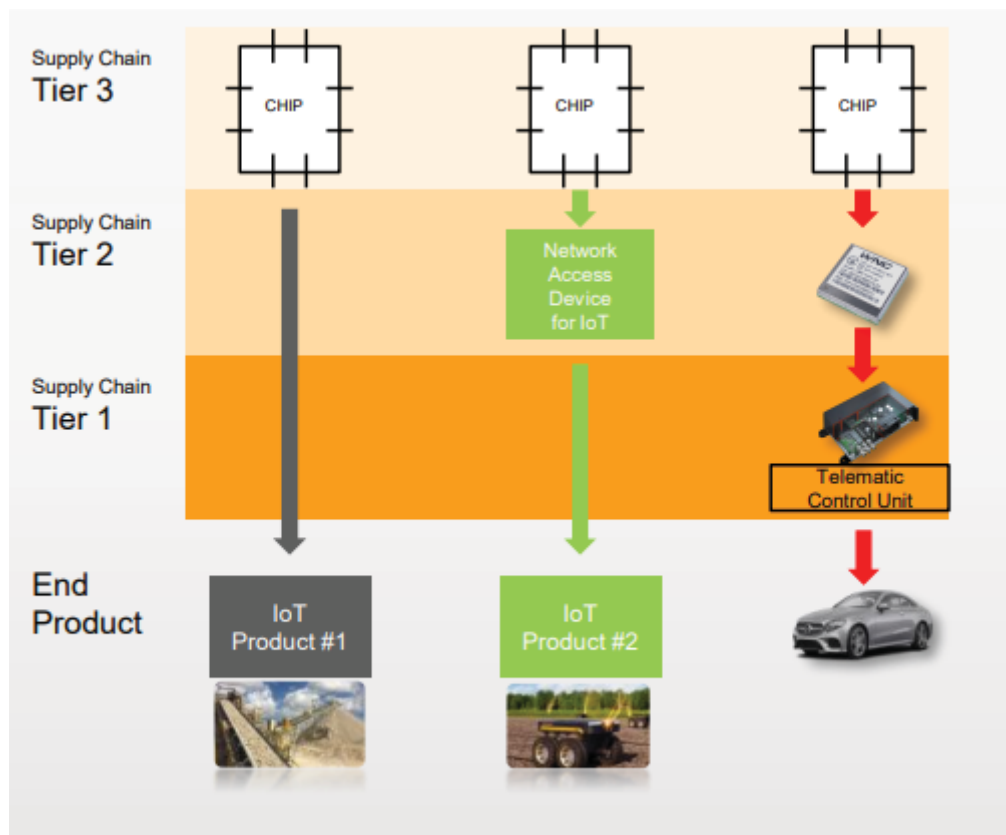 Supply Chain
Tier 3
CHIP
CHIP
CHIP
Supply Chain
Tier 2
Network
Access
Device
for IoT
WNC
Supply Chain
Tier 1
Telematic
Control Unit
End
Product
IoT
Product #1
IoT
Product #2